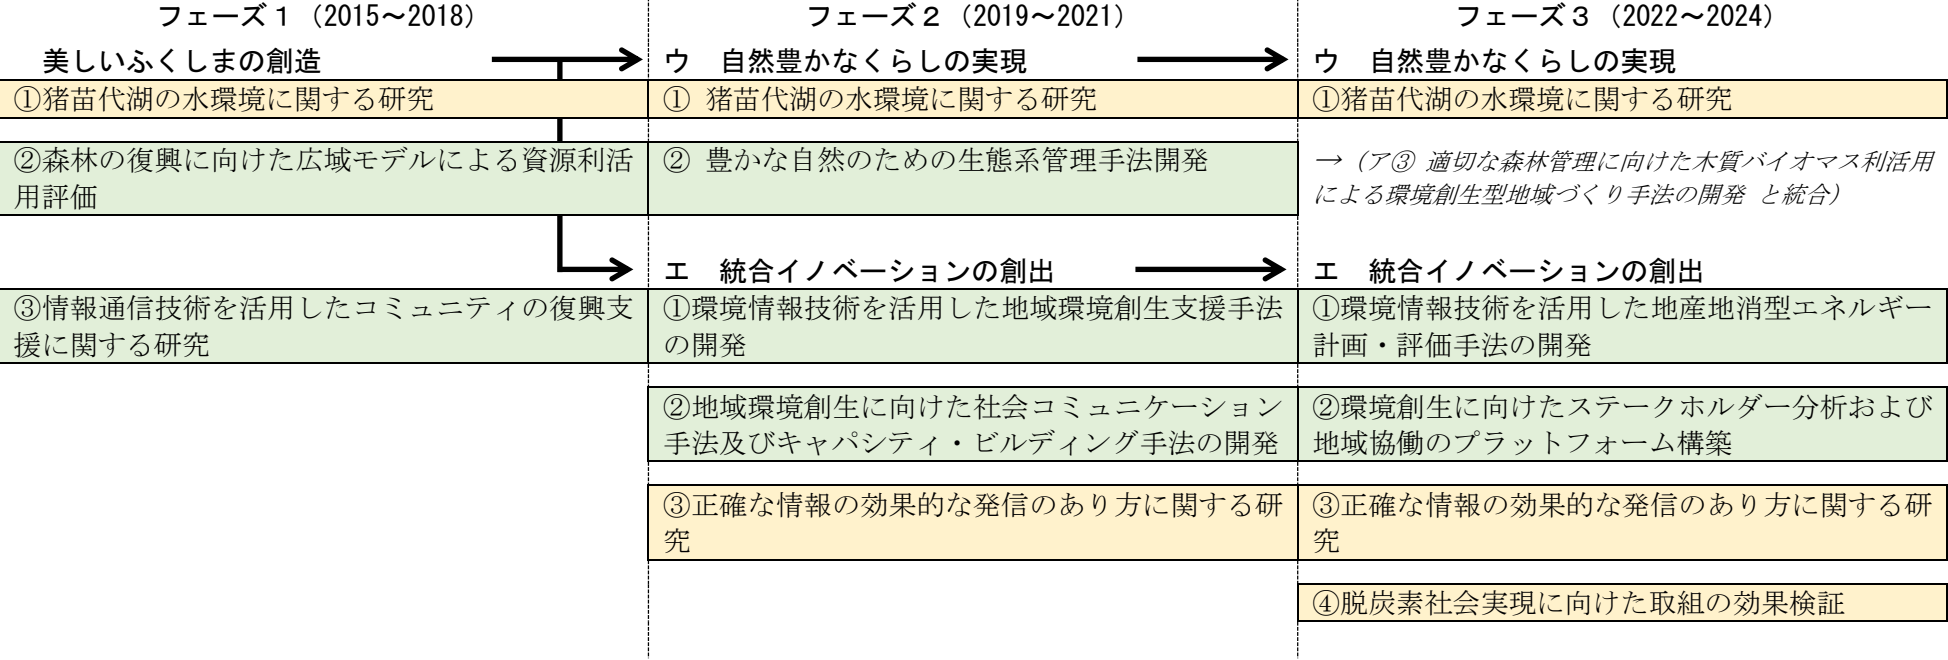 フェーズ１（2015～2018）
フェーズ２（2019～2021）
フェーズ３（2022～2024）
美しいふくしまの創造
ウ　自然豊かなくらしの実現
ウ　自然豊かなくらしの実現
①猪苗代湖の水環境に関する研究
① 猪苗代湖の水環境に関する研究
①猪苗代湖の水環境に関する研究
②森林の復興に向けた広域モデルによる資源利活
用評価
② 豊かな自然のための生態系管理手法開発
→（ア③ 適切な森林管理に向けた木質バイオマス利活用
による環境創生型地域づくり手法の開発 と統合）
エ　統合イノベーションの創出
エ　統合イノベーションの創出
③情報通信技術を活用したコミュニティの復興支
援に関する研究
①環境情報技術を活用した地域環境創生支援手法
の開発
①環境情報技術を活用した地産地消型エネルギー
計画・評価手法の開発
②地域環境創生に向けた社会コミュニケーション
手法及びキャパシティ・ビルディング手法の開発
②環境創生に向けたステークホルダー分析および
地域協働のプラットフォーム構築
③正確な情報の効果的な発信のあり方に関する研
究
③正確な情報の効果的な発信のあり方に関する研
究
④脱炭素社会実現に向けた取組の効果検証